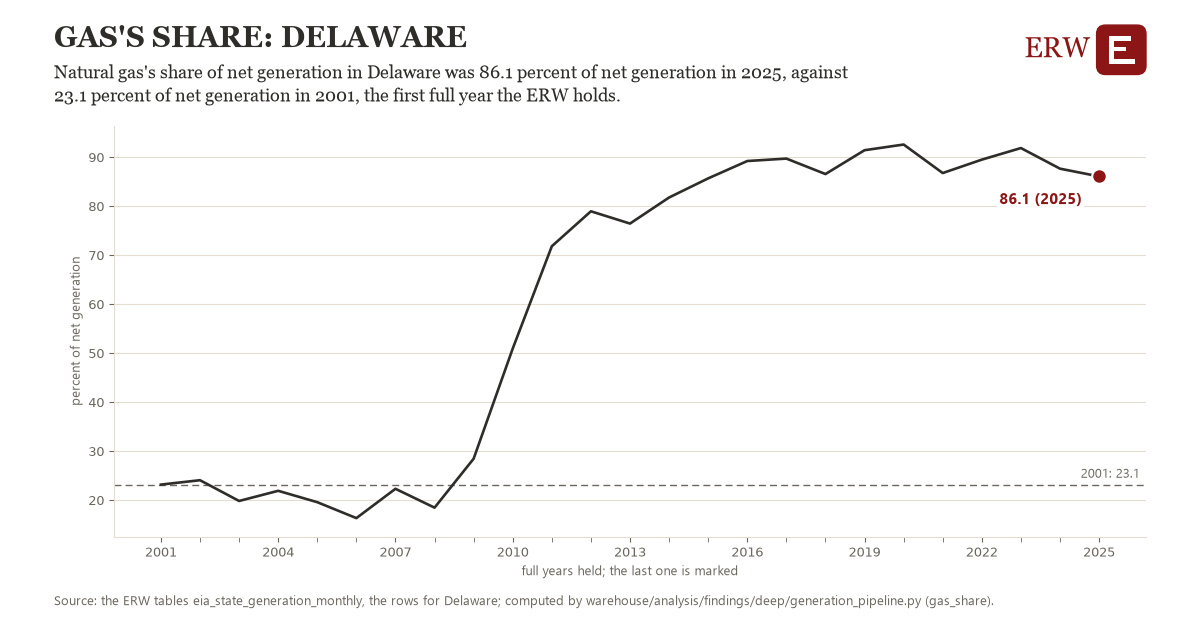 GAS'S SHARE: DELAWARE
Natural gas's share of net generation in Delaware was 86.1 percent of net generation in 2025, against
23.1 percent of net generation in 2001, the first full year the ERW holds.
ERW E
90
80
70
60
50
40
30
20
percent of net generation
86.1 (2025)
2001: 23.1
2001 2004 2007 2010 2013 2016 2019 2022 2025
full years held; the last one is marked
Source: the ERW tables eia_state_generation_monthly, the rows for Delaware; computed by warehouse/analysis/findings/deep/generation_pipeline.py (gas_share).